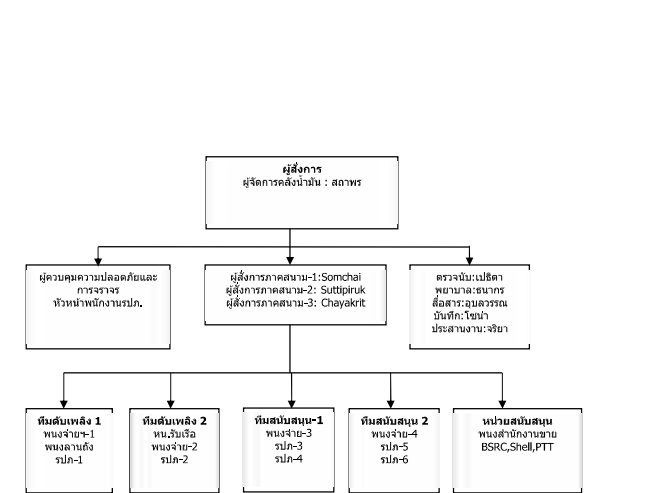 ผู้สั่งการ
ผู้จัดการคลังน้ำมัน : สถาพร
ผู้ควบคุมความปลอดภัยและ
การจราจร
หัวหน้าพนักงานรปภ.
ผู้สั่งการภาคสนาม-1:Somchai
ผู้สั่งการภาคสนาม-2: Suttipiruk
ผู้สั่งการภาคสนาม-3: Chayakrit
ตรวจนับ:เปธิตา
พยาบาล:ธนากร
สื่อสาร:อุบลวรรณ
บันทึก:โซน่า
ประสานงาน:จริยา
ทีมดับเพลิง 1
พนงจ่ายฯ-1
พนงลานถัง
รปภ-1
ทีมดับเพลิง 2
หน.รับเรือ
พนงจ่าย-2
รปภ-2
ทีมสนับสนุน-1
พนงจ่าย-3
รปภ-3
รปภ-4
ทีมสนับสนุน 2
พนงจ่าย-4
รปภ-5
รปภ-6
หน่วยสนับสนุน
พนงสำนักงานขาย
BSRC,Shell,PTT